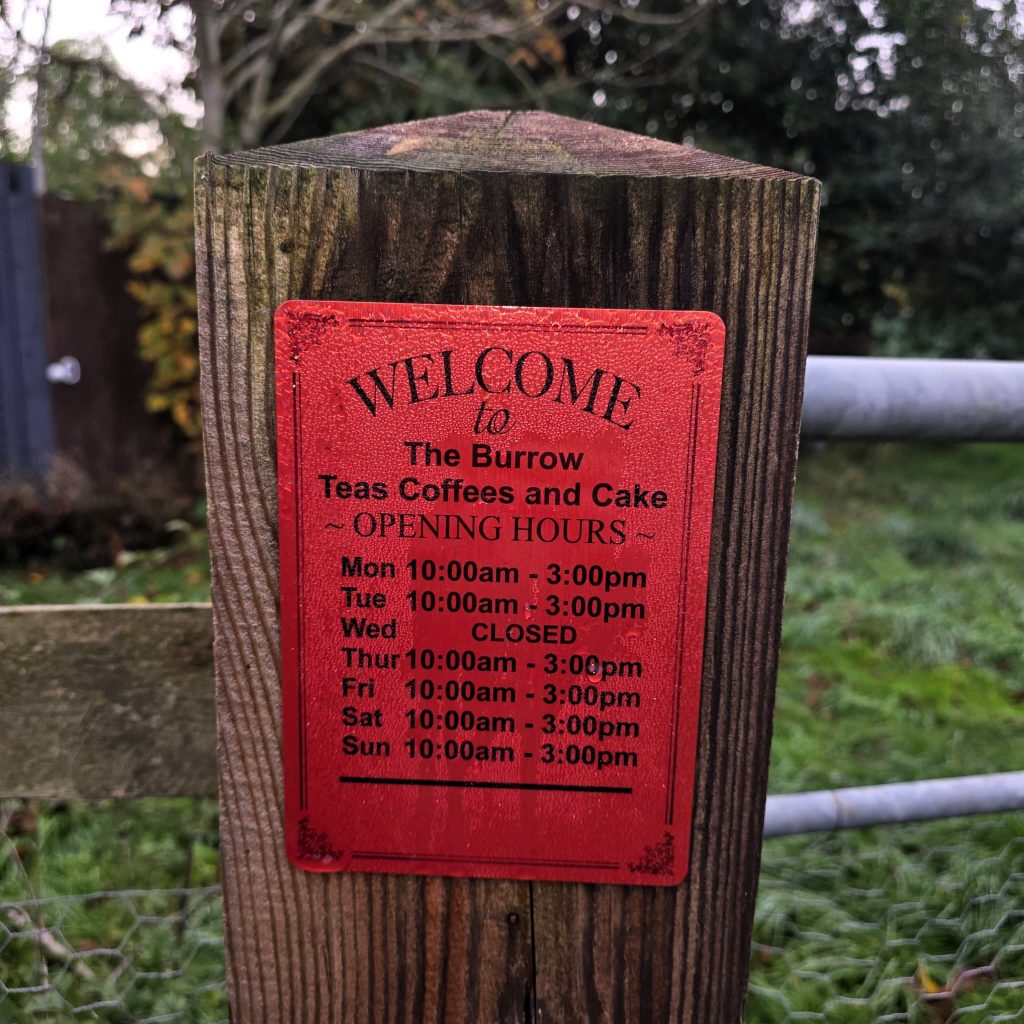 WELCOME
to
The Burrow
Teas Coffees and Cake
~ OPENING HOURS ~
Mon 10:00am - 3:00pm
Tue 10:00am - 3:00pm
Wed CLOSED
Thur 10:00am - 3:00pm
Fri 10:00am - 3:00pm
Sat 10:00am - 3:00pm
Sun 10:00am - 3:00pm